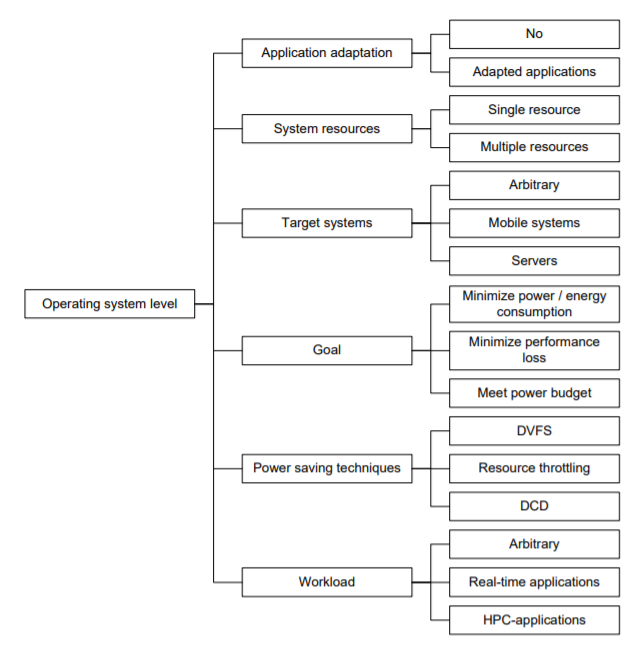 No
Application adaptation
Adapted applications
Single resource
System resources
Multiple resources
Arbitrary
Target systems
Mobile systems
Servers
Operating system level
Minimize power / energy
consumption
Goal
Minimize performance
loss
Meet power budget
DVFS
Power saving techniques
Resource throttling
DCD
Arbitrary
Workload
Real-time applications
HPC-applications